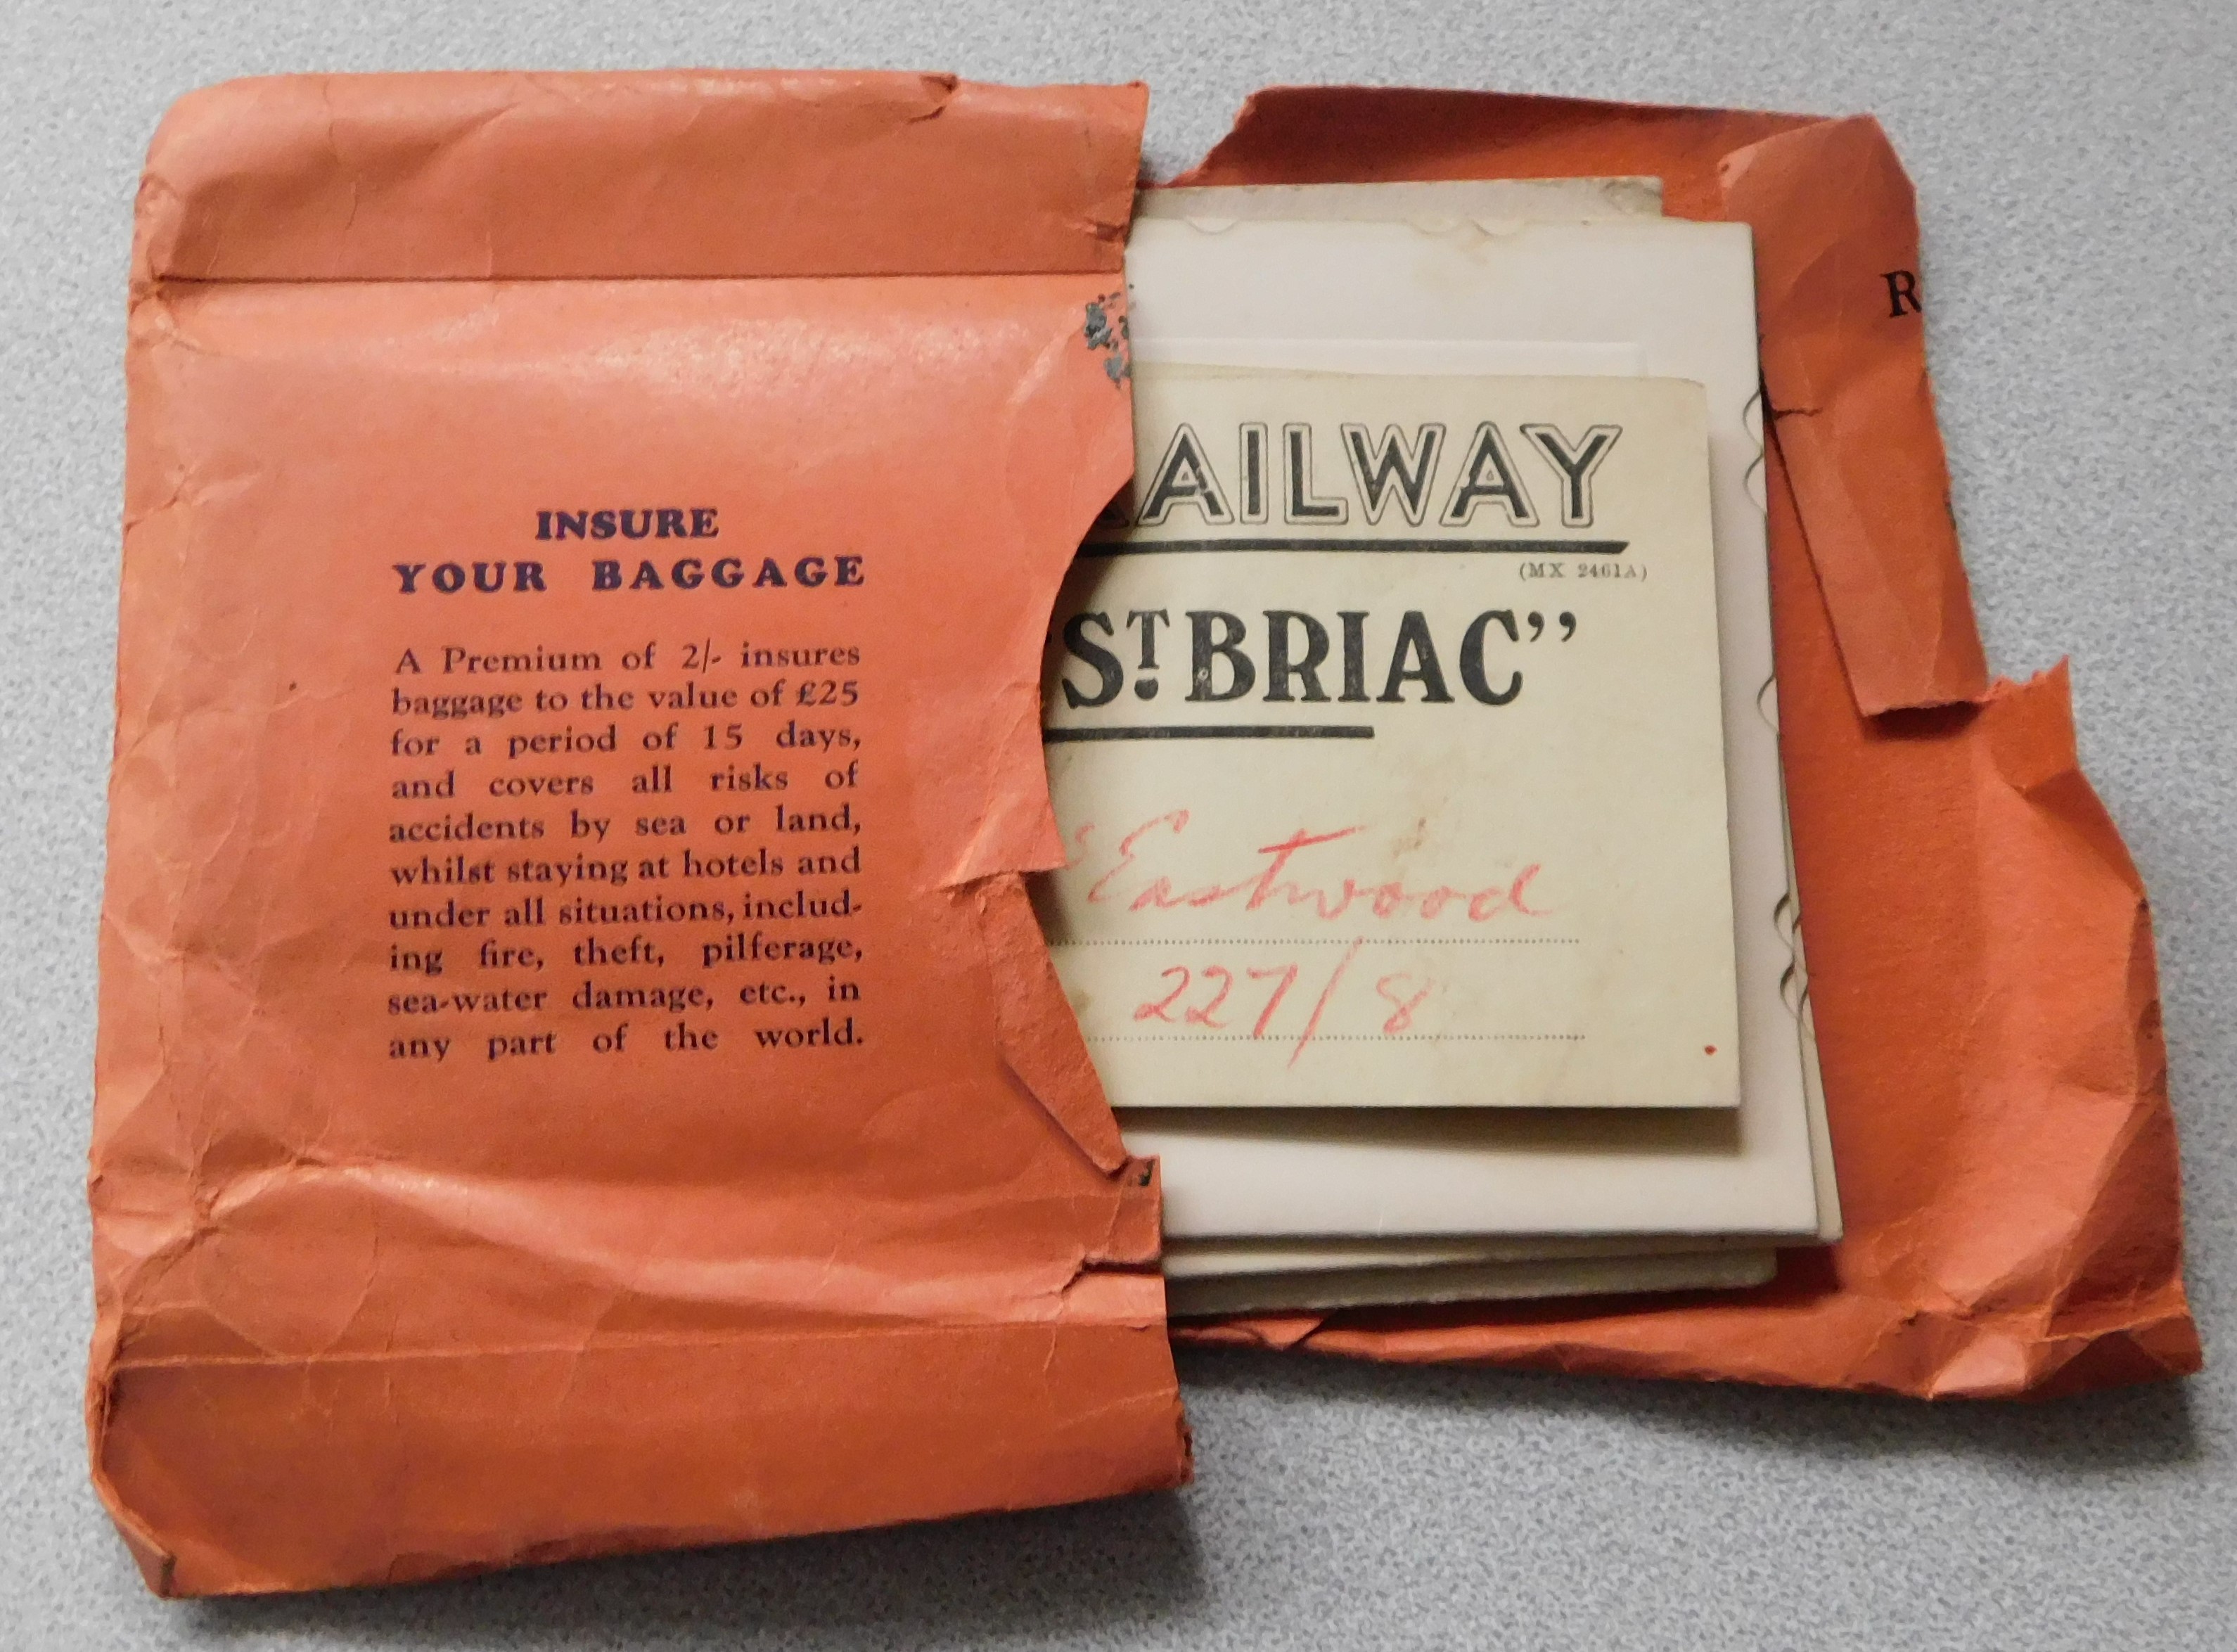 INSURE
YOUR BAGGAGE
A Premium of 2/- insures
baggage to the value of £25
for a period of 15 days,
and covers all risks of
accidents by sea or land,
whilst staying at hotels and
under all situations, includ-
ing fire, theft, pilferage,
sea-water damage, etc., in
any part of the world.
RAILWAY
(MX 2461A)
"ST. BRIAC"
s Eastwood
227/8
R